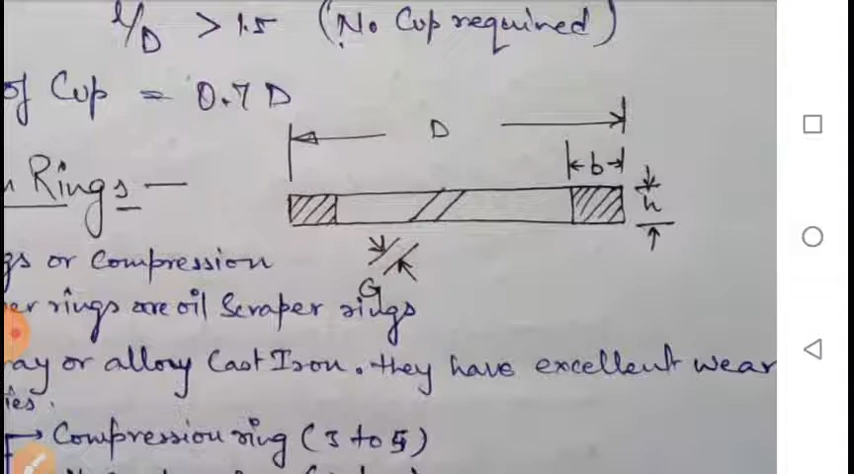 l/D > 1.5 (No Cup required)
of Cup = 0.7 D
D
b
h
Rings —
G
or Compression
rings are oil Scraper rings
or alloy Cast Iron. they have excellent wear
→ Compression ring (3 to 5)